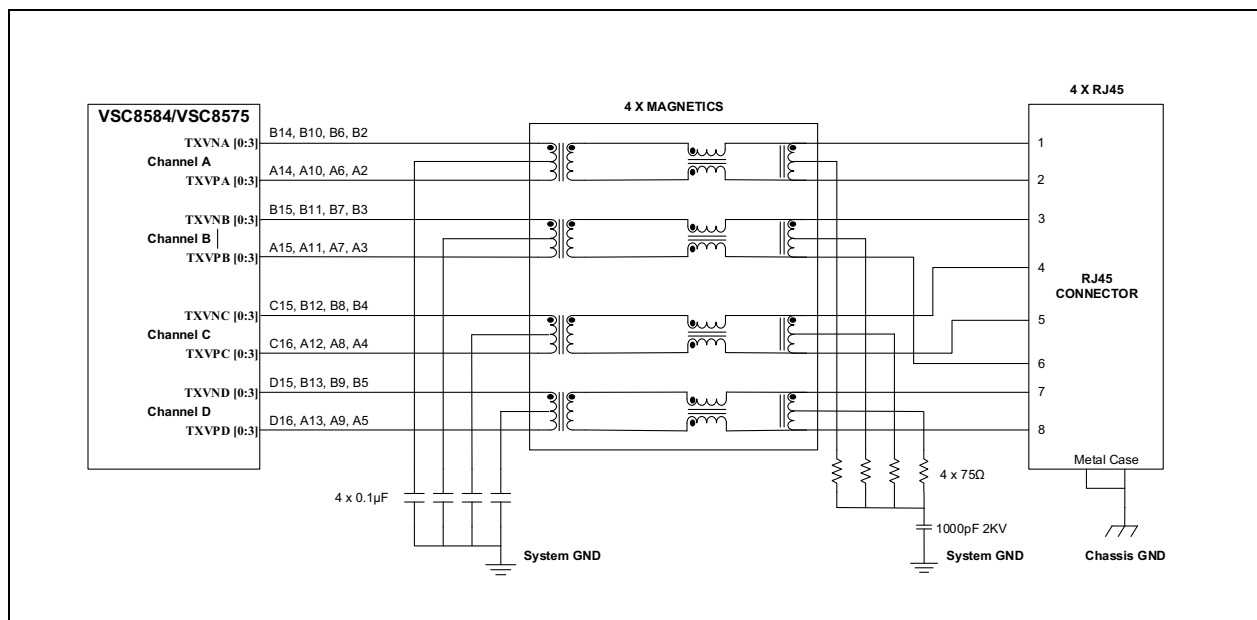 VSC8584/VSC8575
4 X MAGNETICS
4 X RJ45
TXVNA [0:3]
B14, B10, B6, B2
1
Channel A
TXVPA [0:3]
A14, A10, A6, A2
2
TXVNB [0:3]
B15, B11, B7, B3
3
Channel B
TXVPB [0:3]
A15, A11, A7, A3
4
RJ45
CONNECTOR
TXVNC [0:3]
C15, B12, B8, B4
5
Channel C
TXVPC [0:3]
C16, A12, A8, A4
6
TXVND [0:3]
D15, B13, B9, B5
7
Channel D
TXVPD [0:3]
D16, A13, A9, A5
8
Metal Case
4 x 0.1µF
4 x 75Ω
1000pF 2KV
System GND
System GND
Chassis GND